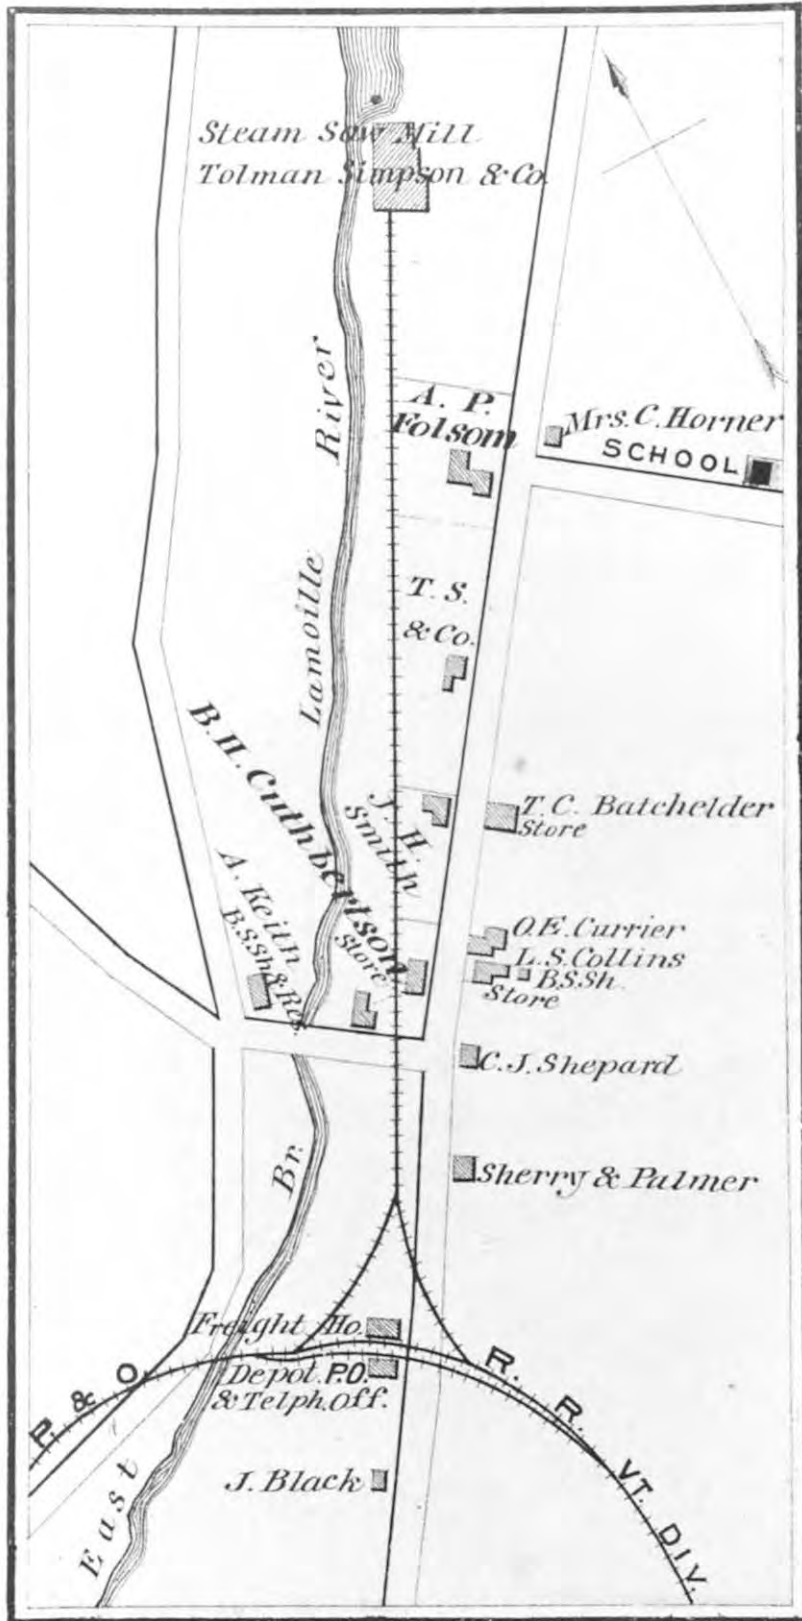 Steam Saw Mill
Tolman Simpson & Co.
A. P.
Folsom
Mrs. C. Horner
SCHOOL
T. S.
& Co.
B. H. Cuthbertson
Store
J. H.
Smith
T. C. Batchelder
Store
A. Keith
B.S.Sh & Res.
O. E. Currier
L. S. Collins
B.S.Sh.
Store
C. J. Shepard
Sherry & Palmer
Freight Ho.
Depot. P.O.
& Telph. Off.
J. Black
East Br. Lamoille River
P. & O. R. R. VT. DIV.